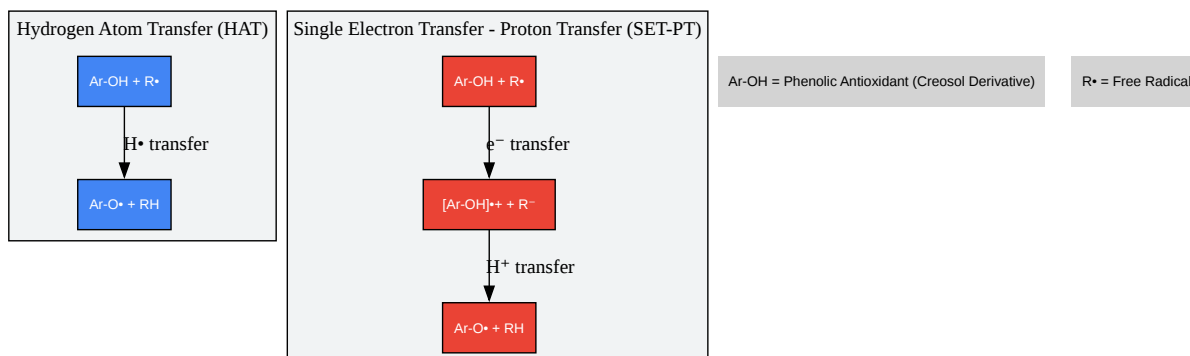 Hydrogen Atom Transfer (HAT)
Ar-OH + R•
H• transfer
Ar-O• + RH
Single Electron Transfer - Proton Transfer (SET-PT)
Ar-OH + R•
e⁻ transfer
[Ar-OH]•+ + R⁻
H⁺ transfer
Ar-O• + RH
Ar-OH = Phenolic Antioxidant (Creosol Derivative)
R• = Free Radical